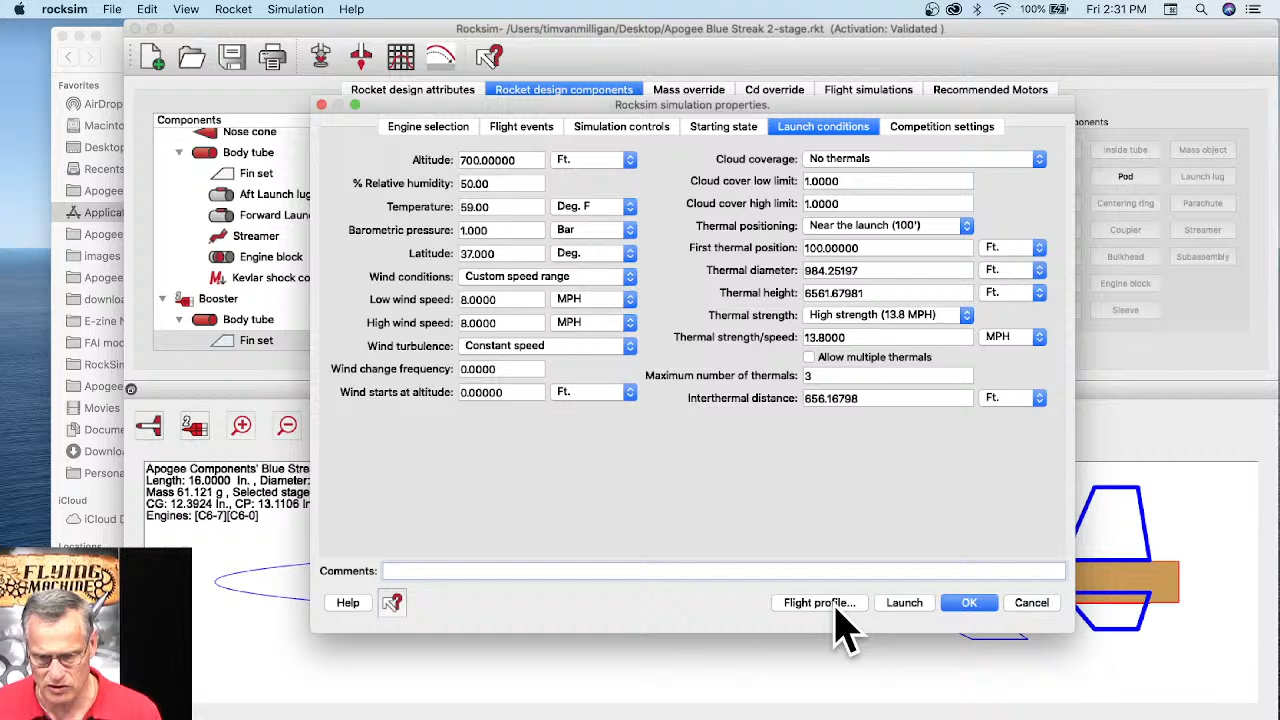 rocksim File Edit View Rocket Simulation Help 100% Fri 2:31 PM
Rocksim- /Users/timvanmilligan/Desktop/Apogee Blue Streak 2-stage.rkt (Activation: Validated )
Rocket design attributes Rocket design components Mass override Cd override Flight simulations Recommended Motors
Favorites
AirDrop
Macinto
Desktop
Recents
Apogee
Applicat
Apogee
images
Apogee
downloa
E-zine N
FAI mod
RockSim
Apogee
Movies
Docume
Downlo
Persona
iCloud
iCloud D
Locations
Components
Nose cone
Body tube
Fin set
Aft Launch lug
Forward Laun
Streamer
Engine block
Kevlar shock co
Booster
Body tube
Fin set
Rocksim simulation properties.
Engine selection Flight events Simulation controls Starting state Launch conditions Competition settings
Altitude: 700.00000 Ft.
% Relative humidity: 50.00
Temperature: 59.00 Deg. F
Barometric pressure: 1.000 Bar
Latitude: 37.000 Deg.
Wind conditions: Custom speed range
Low wind speed: 8.0000 MPH
High wind speed: 8.0000 MPH
Wind turbulence: Constant speed
Wind change frequency: 0.0000
Wind starts at altitude: 0.00000 Ft.
Cloud coverage: No thermals
Cloud cover low limit: 1.0000
Cloud cover high limit: 1.0000
Thermal positioning: Near the launch (100')
First thermal position: 100.00000 Ft.
Thermal diameter: 984.25197 Ft.
Thermal height: 6561.67981 Ft.
Thermal strength: High strength (13.8 MPH)
Thermal strength/speed: 13.8000 MPH
Allow multiple thermals
Maximum number of thermals: 3
Interthermal distance: 656.16798 Ft.
Comments:
Help Flight profile... Launch OK Cancel
ponents
Inside tube Mass object
Pod Launch lug
Centering ring Parachute
Coupler Streamer
Bulkhead Subassembly
Engine block
Sleeve
Apogee Components' Blue Streak
Length: 16.0000 In. , Diameter:
Mass 61.121 g , Selected stage
CG: 12.3924 In., CP: 13.1106 In
Engines: [C6-7][C6-0]
FLYING
MACHINE